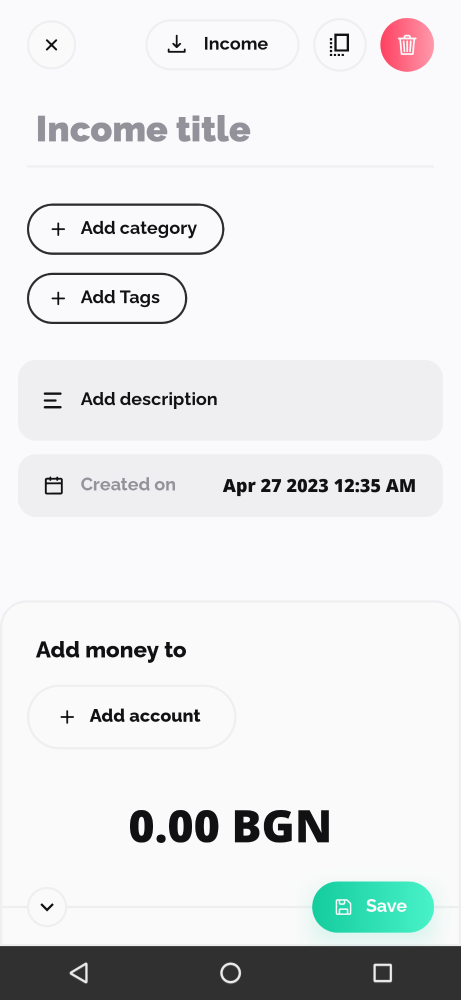 Income
Income title
Add category
Add Tags
Add description
Created on Apr 27 2023 12:35 AM
Add money to
Add account
0.00 BGN
Save